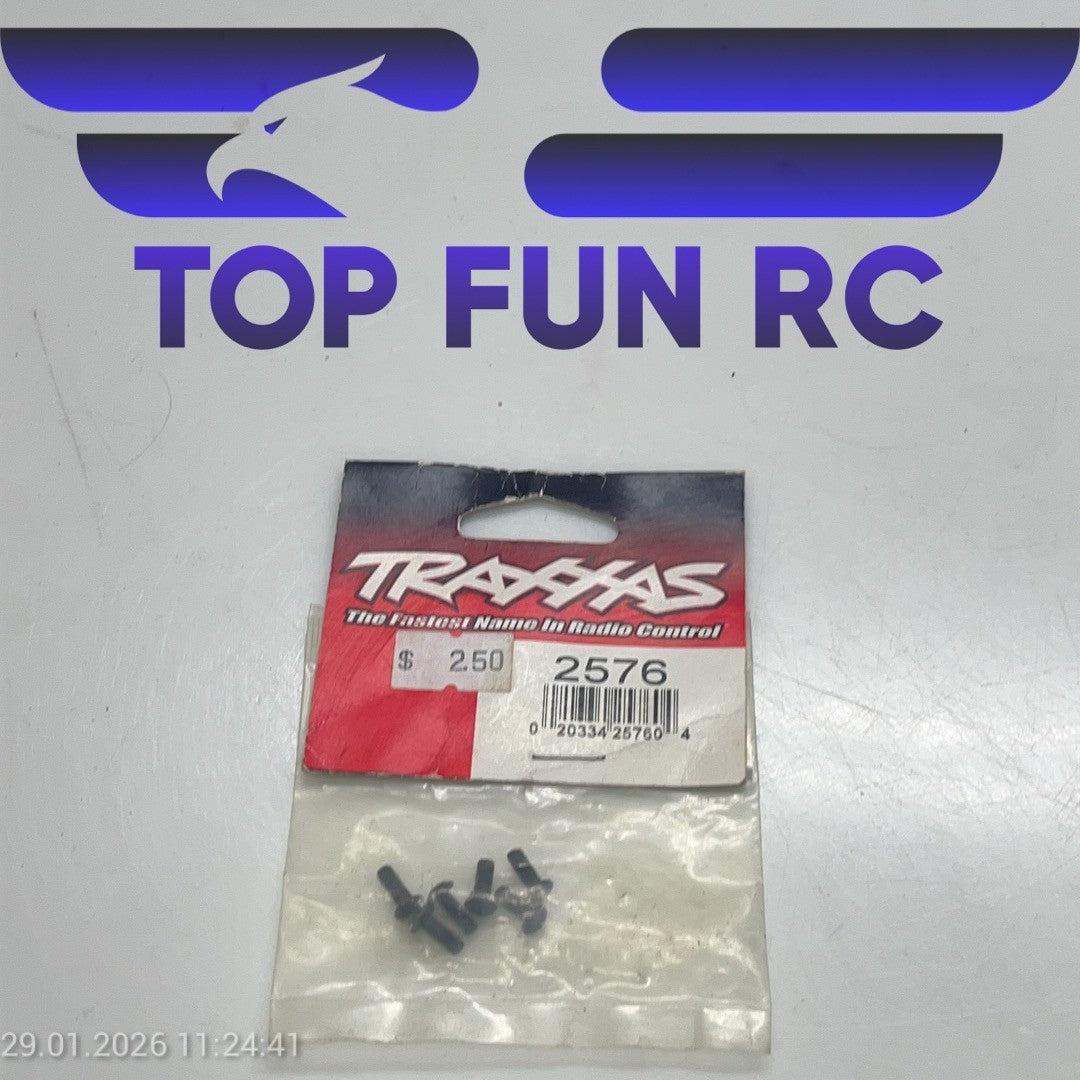 TOP FUN RC
TRAXXAS
The Fastest Name In Radio Control
$ 2.50
2576
0 20334 25760 4
29.01.2026 11:24:41